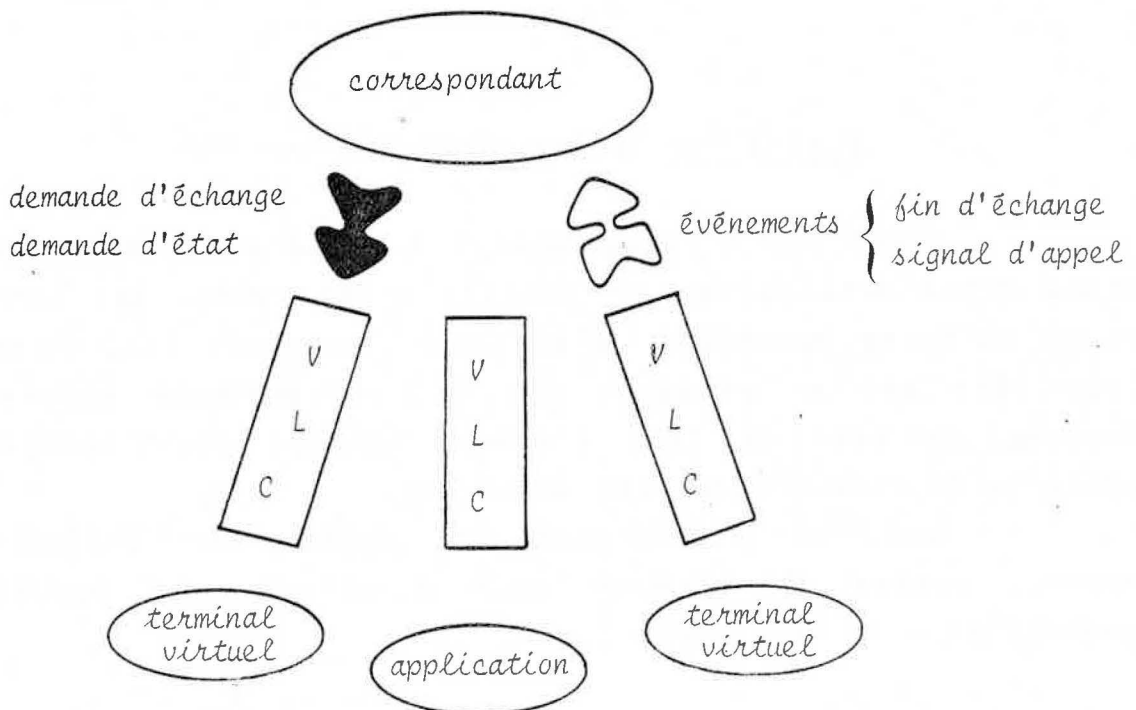 correspondant
demande d'échange
demande d'état
événements
fin d'échange
signal d'appel
V
L
C
V
L
C
V
L
C
terminal
virtuel
application
terminal
virtuel